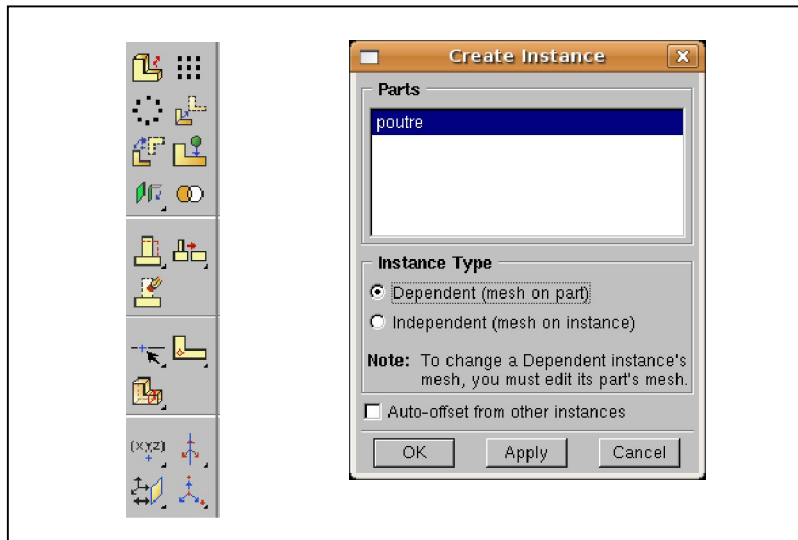 (XYZ)
Create Instance
Parts
poutre
Instance Type
Dependent (mesh on part)
Independent (mesh on instance)
Note: To change a Dependent instance's
mesh, you must edit its part's mesh.
Auto-offset from other instances
OK Apply Cancel